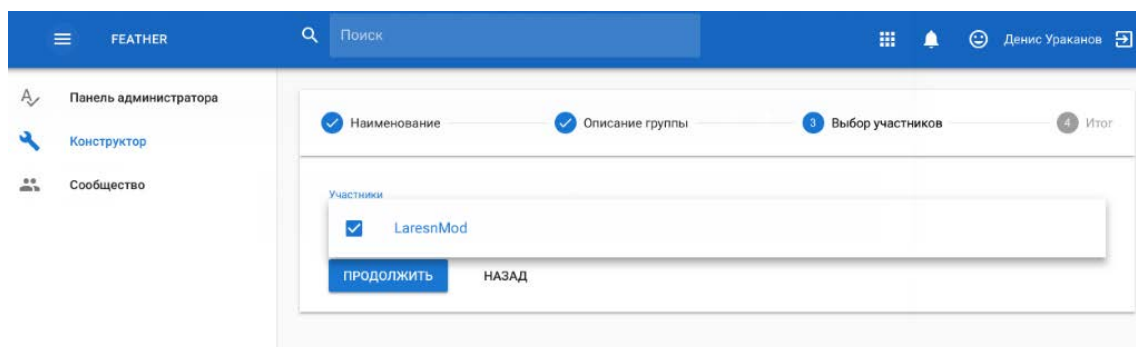 FEATHER
Поиск
Денис Ураканов
Панель администратора
Конструктор
Сообщество
Наименование
Описание группы
3 Выбор участников
4 Итог
Участники
LaresnMod
ПРОДОЛЖИТЬ НАЗАД